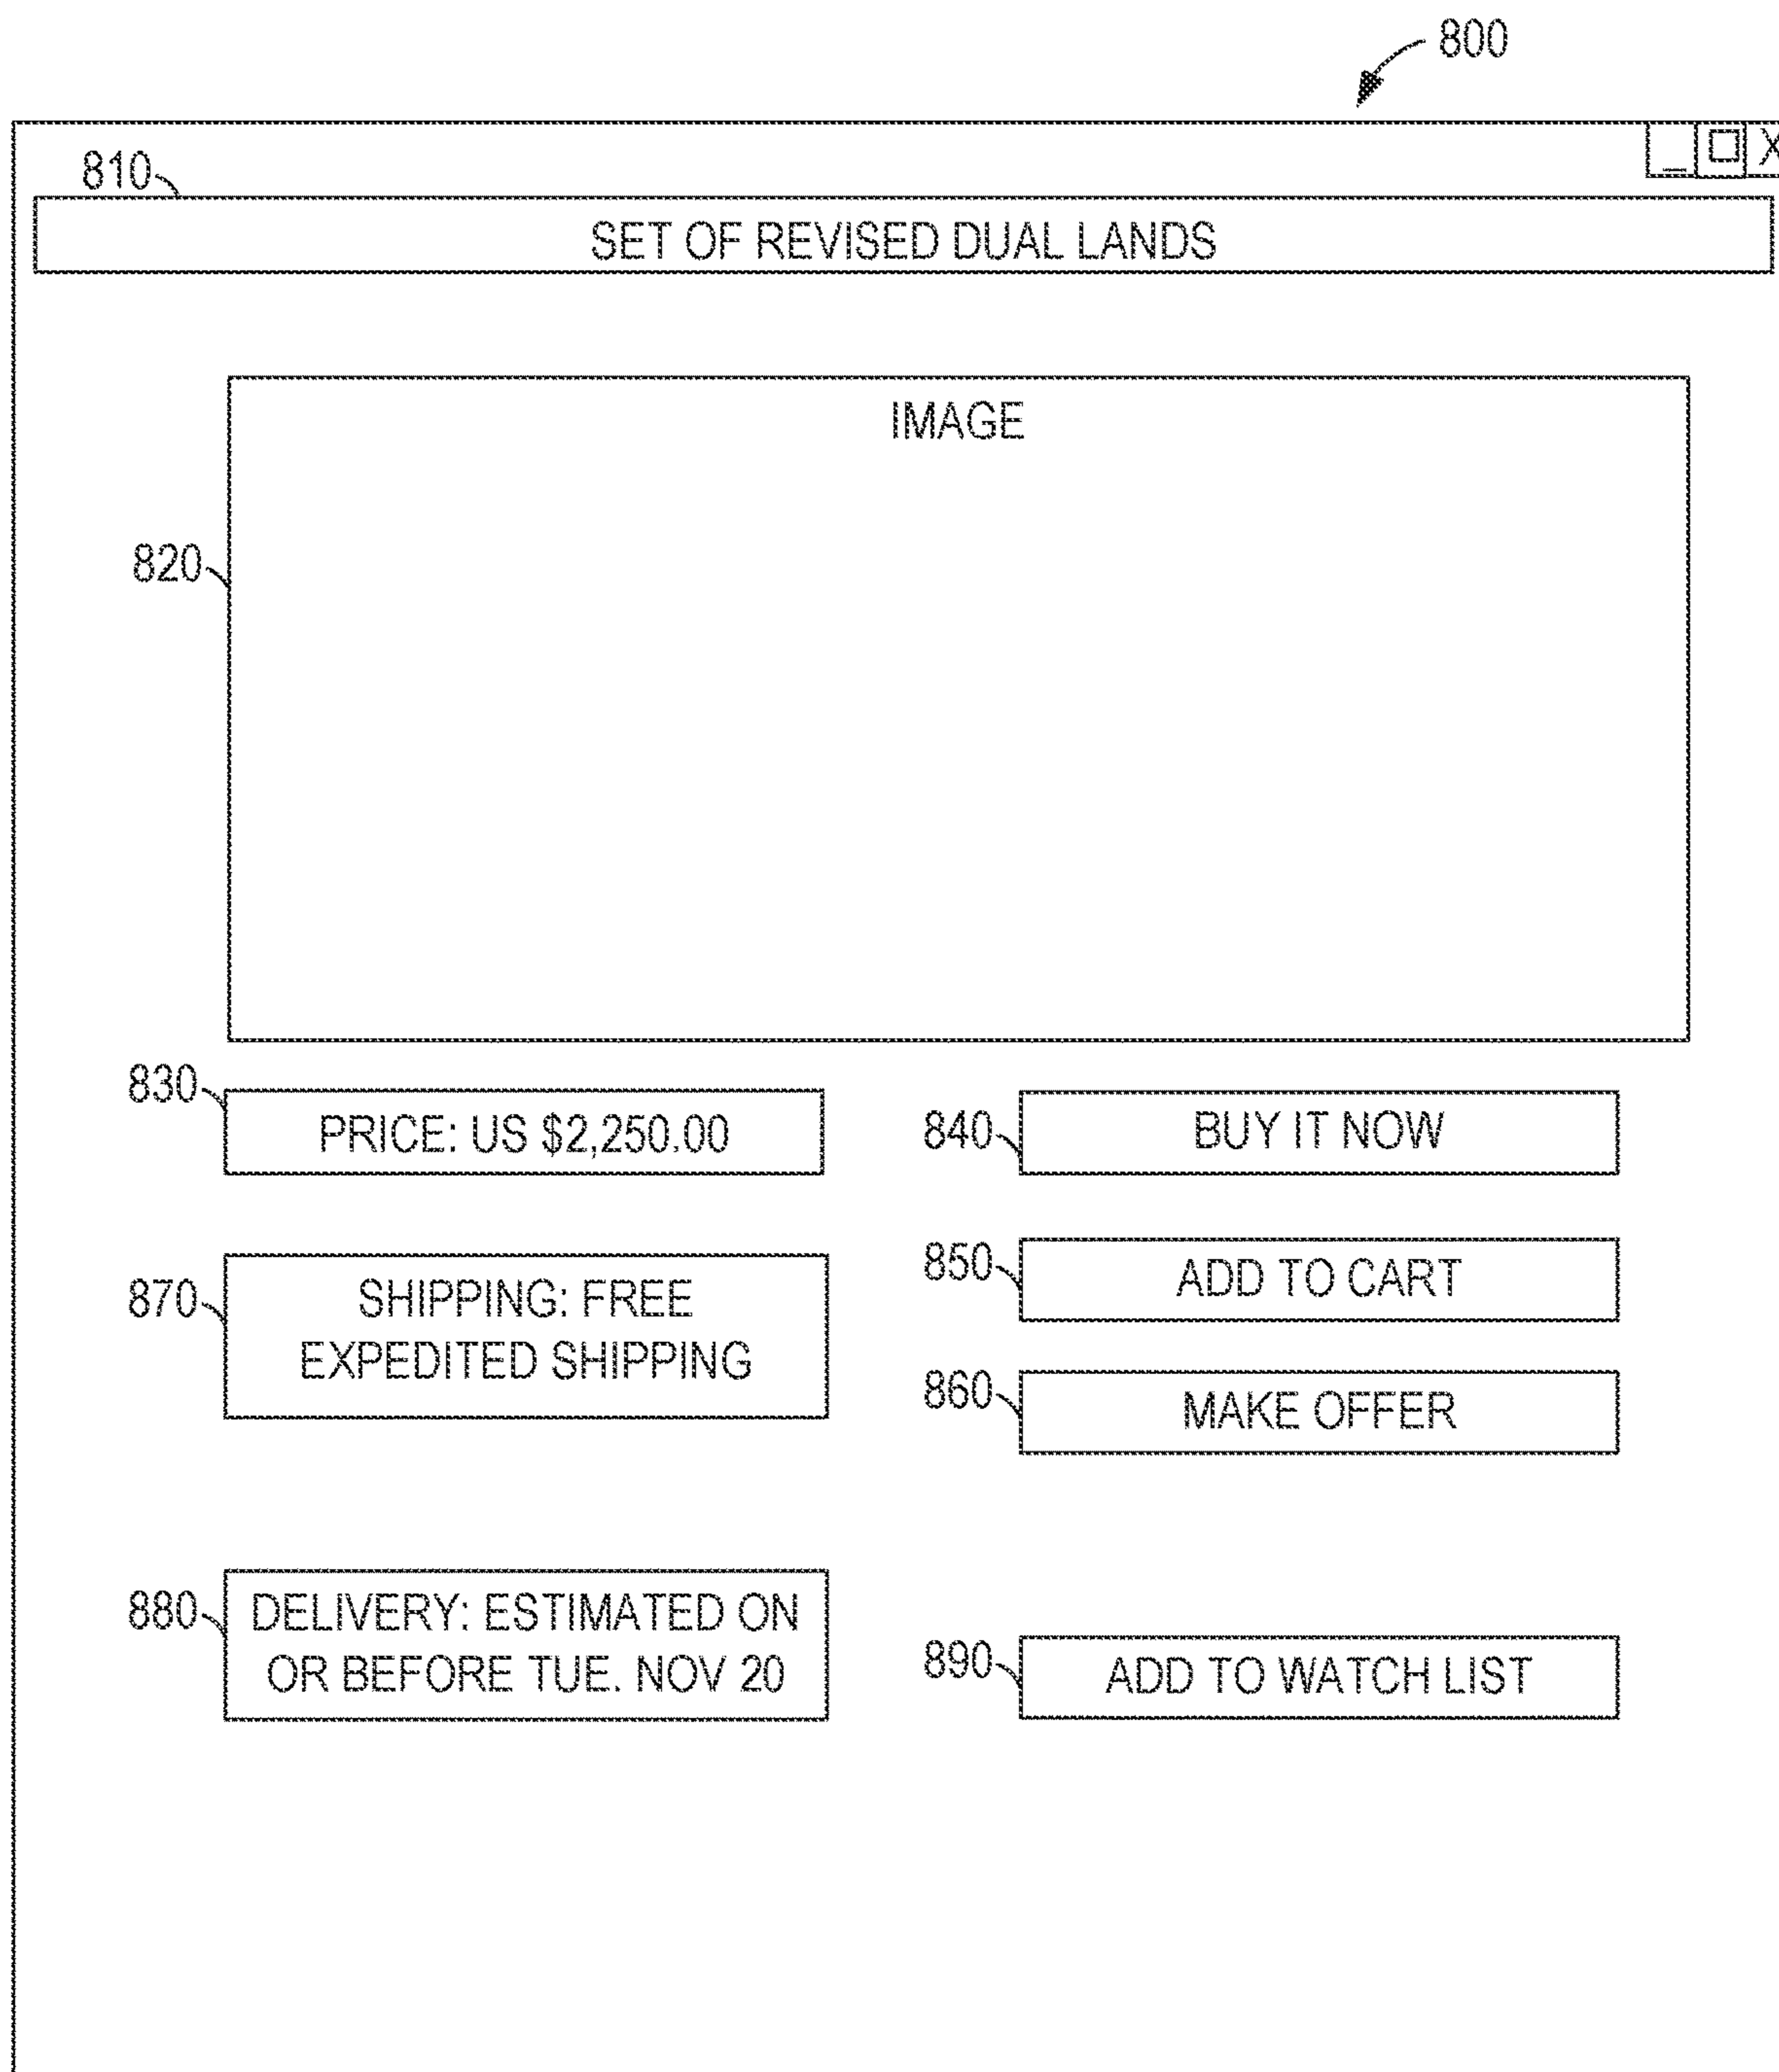 800
_ □ X
810
SET OF REVISED DUAL LANDS
IMAGE
820
830
PRICE: US $2,250.00
840
BUY IT NOW
870
SHIPPING: FREE
EXPEDITED SHIPPING
850
ADD TO CART
860
MAKE OFFER
880
DELIVERY: ESTIMATED ON
OR BEFORE TUE. NOV 20
890
ADD TO WATCH LIST